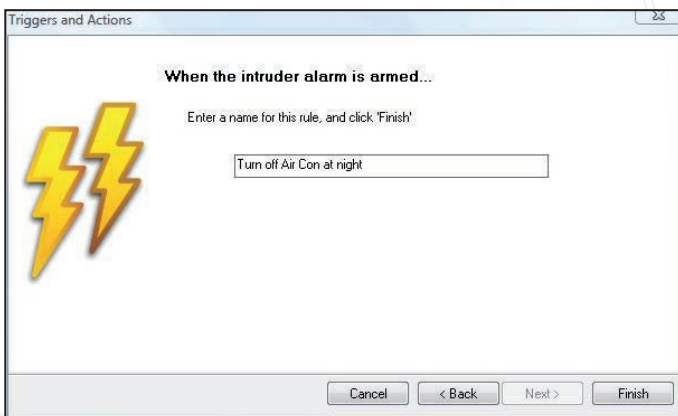 Triggers and Actions
When the intruder alarm is armed...
Enter a name for this rule, and click 'Finish'
Turn off Air Con at night
Cancel
< Back
Next >
Finish